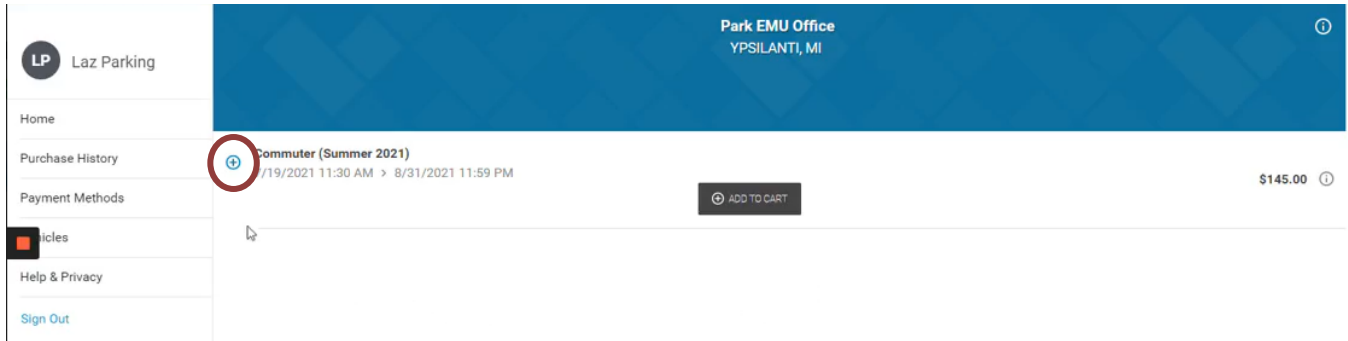 Park EMU Office
YPSILANTI, MI
LP Laz Parking
Home
Purchase History
Payment Methods
icles
Help & Privacy
Sign Out
Commuter (Summer 2021)
/19/2021 11:30 AM > 8/31/2021 11:59 PM
$145.00
ADD TO CART